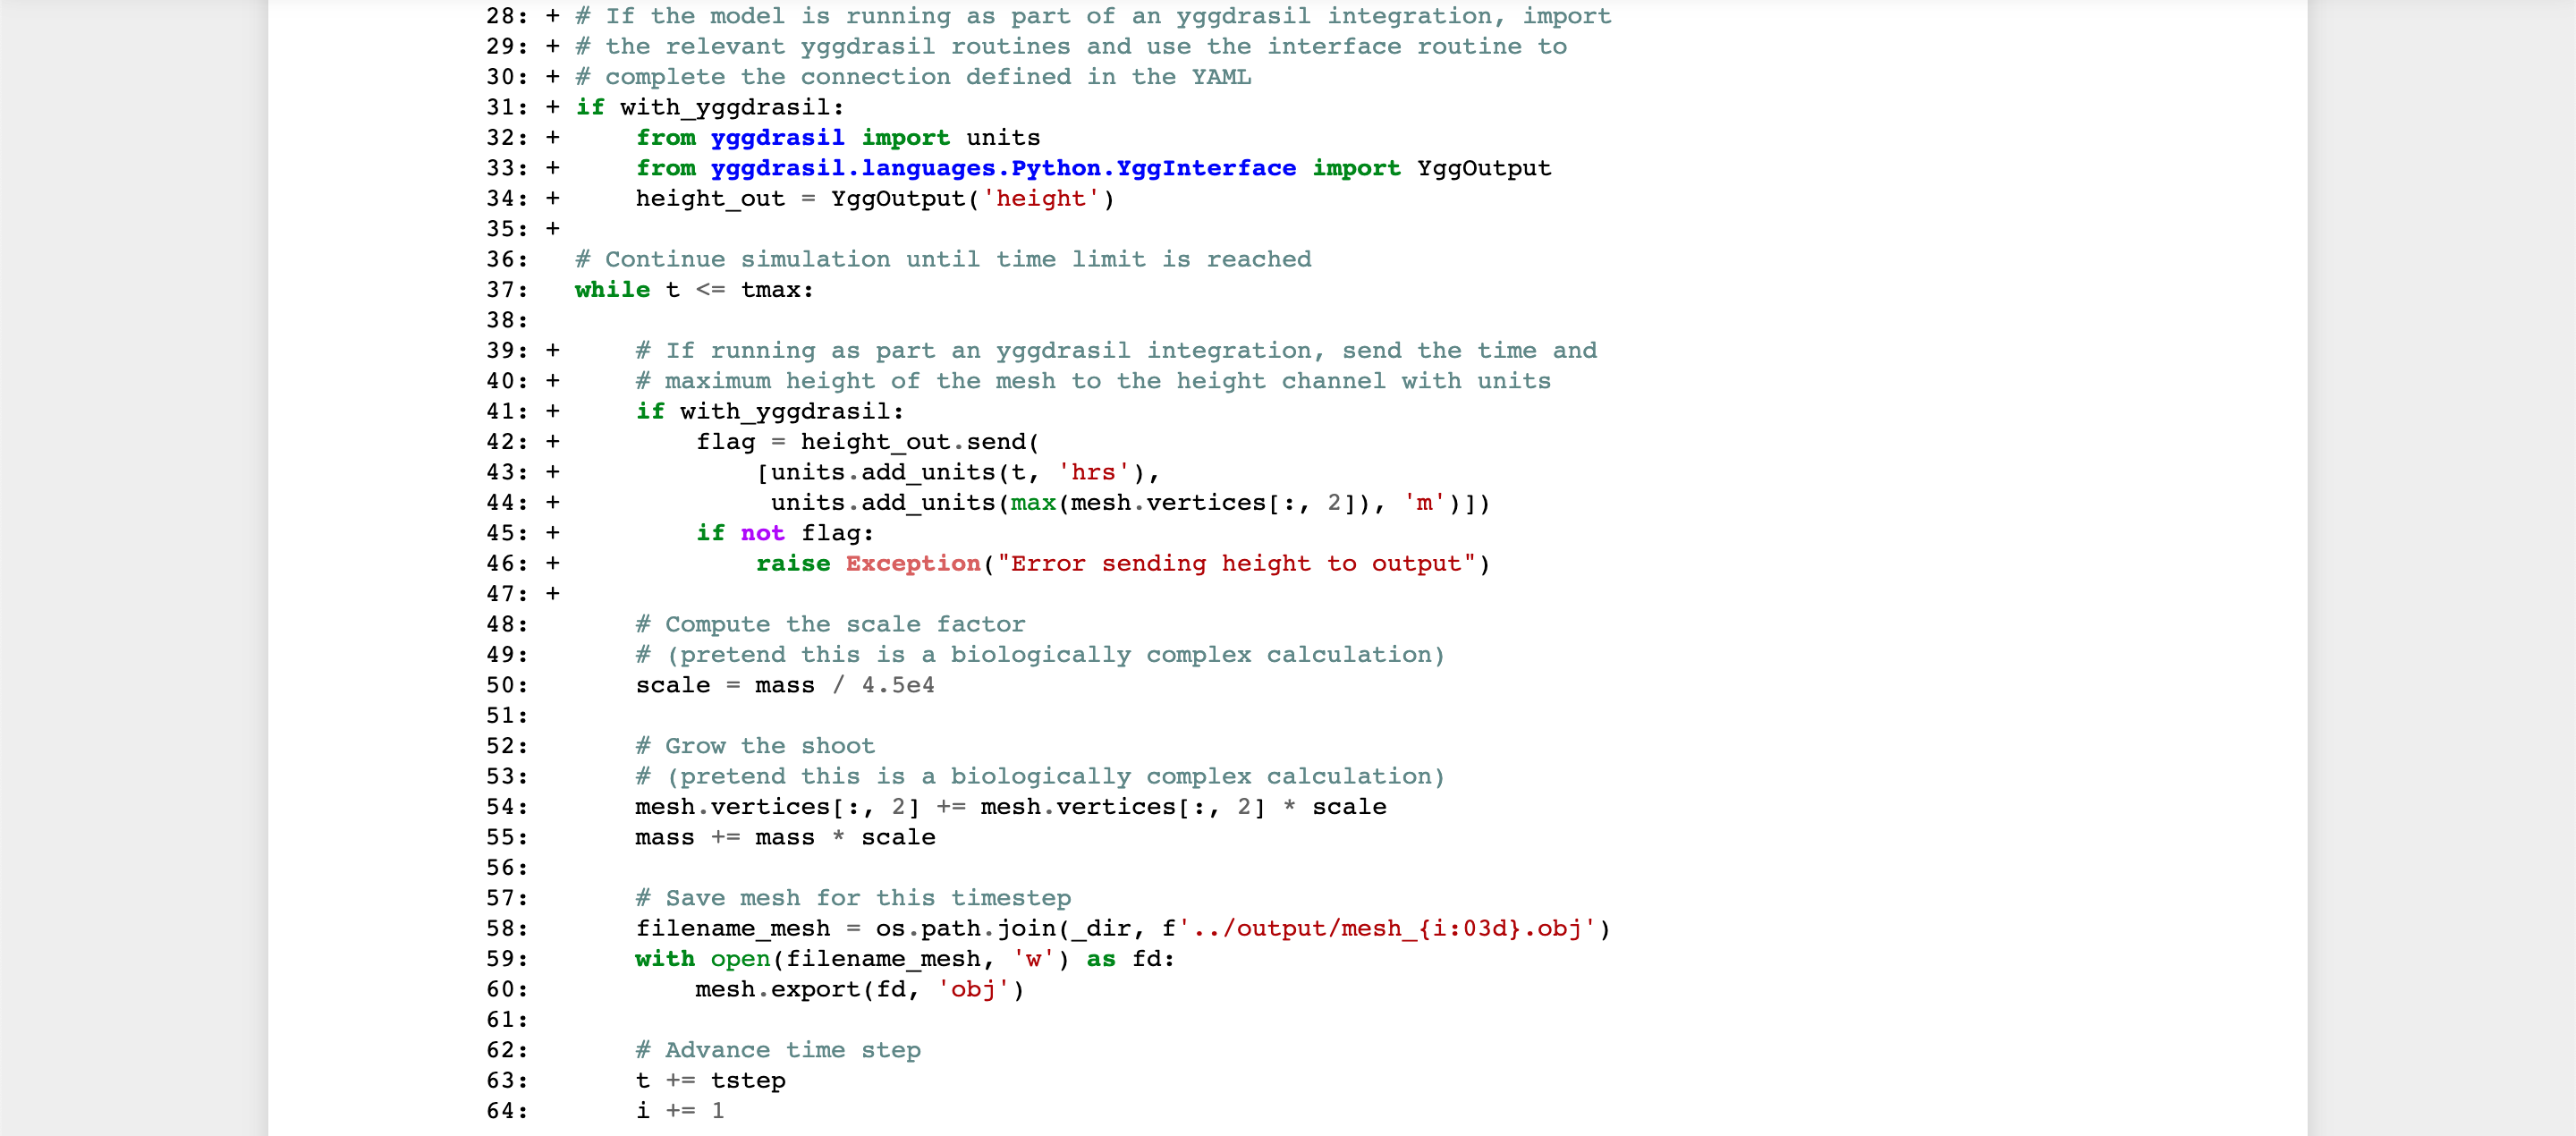 28: + # If the model is running as part of an yggdrasil integration, import
29: + # the relevant yggdrasil routines and use the interface routine to
30: + # complete the connection defined in the YAML
31: + if with_yggdrasil:
32: +     from yggdrasil import units
33: +     from yggdrasil.languages.Python.YggInterface import YggOutput
34: +     height_out = YggOutput('height')
35: +
36:   # Continue simulation until time limit is reached
37:   while t <= tmax:
38:
39: +     # If running as part an yggdrasil integration, send the time and
40: +     # maximum height of the mesh to the height channel with units
41: +     if with_yggdrasil:
42: +         flag = height_out.send(
43: +             [units.add_units(t, 'hrs'),
44: +              units.add_units(max(mesh.vertices[:, 2]), 'm')])
45: +         if not flag:
46: +             raise Exception("Error sending height to output")
47: +
48:       # Compute the scale factor
49:       # (pretend this is a biologically complex calculation)
50:       scale = mass / 4.5e4
51:
52:       # Grow the shoot
53:       # (pretend this is a biologically complex calculation)
54:       mesh.vertices[:, 2] += mesh.vertices[:, 2] * scale
55:       mass += mass * scale
56:
57:       # Save mesh for this timestep
58:       filename_mesh = os.path.join(_dir, f'../output/mesh_{i:03d}.obj')
59:       with open(filename_mesh, 'w') as fd:
60:           mesh.export(fd, 'obj')
61:
62:       # Advance time step
63:       t += tstep
64:       i += 1